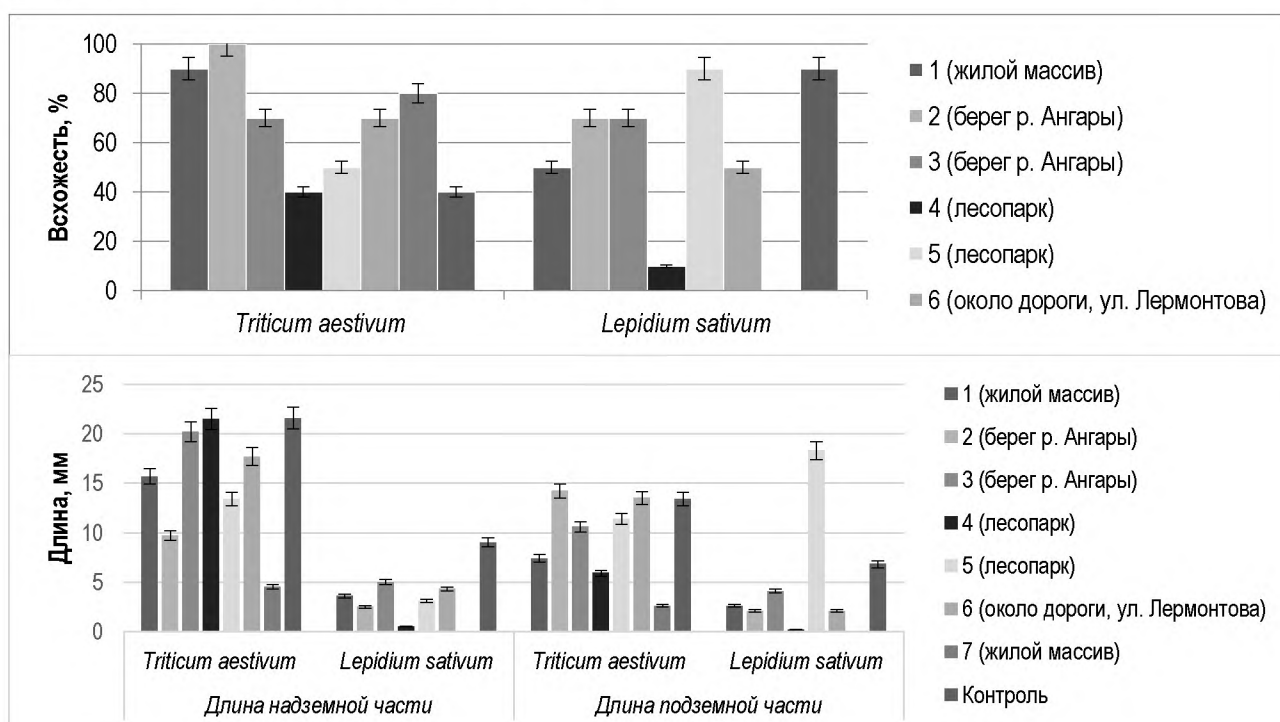 Всхожесть, %
100
80
60
40
20
0
Triticum aestivum
Lepidium sativum
1 (жилой массив)
2 (берег р. Ангары)
3 (берег р. Ангары)
4 (лесопарк)
5 (лесопарк)
6 (около дороги, ул. Лермонтова)
Длина, мм
25
20
15
10
5
0
Triticum aestivum
Lepidium sativum
Triticum aestivum
Lepidium sativum
Длина надземной части
Длина подземной части
1 (жилой массив)
2 (берег р. Ангары)
3 (берег р. Ангары)
4 (лесопарк)
5 (лесопарк)
6 (около дороги, ул. Лермонтова)
7 (жилой массив)
Контроль